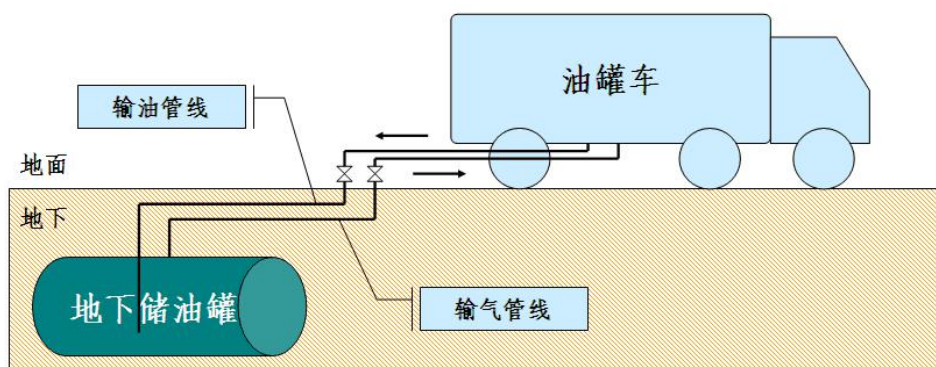 油罐车
输油管线
地面
地下
地下储油罐
输气管线